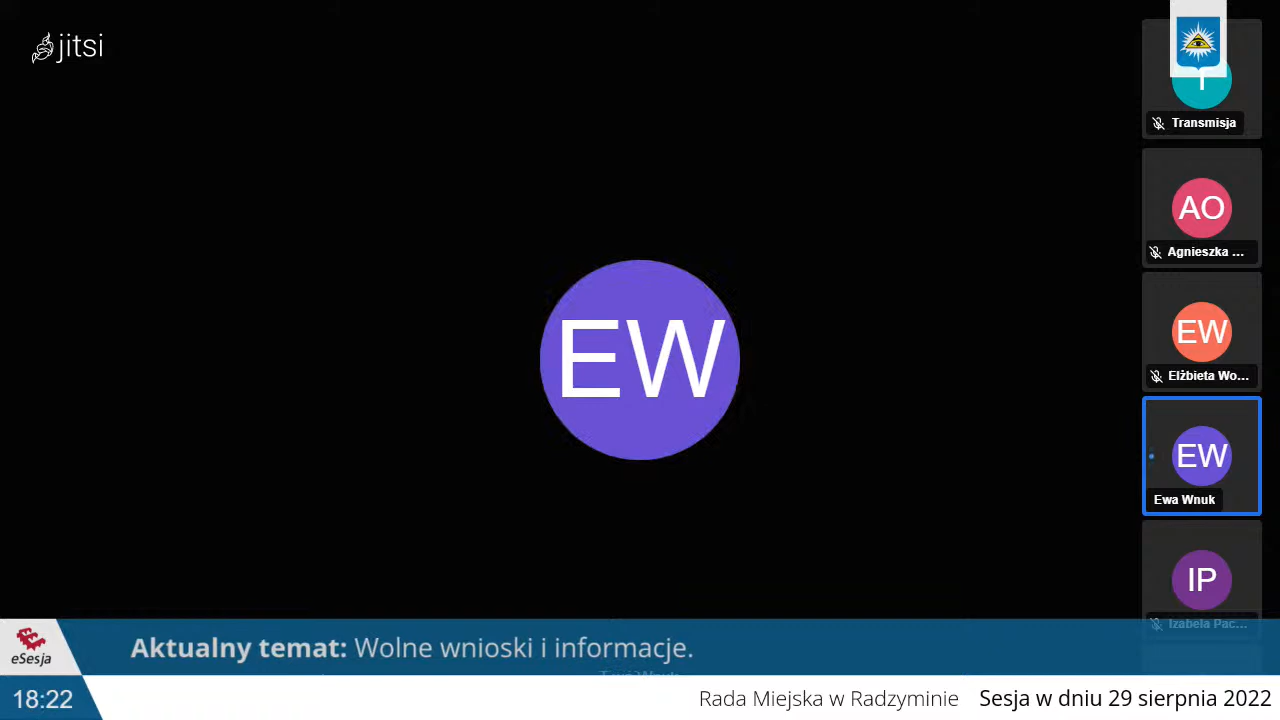 jitsi
Transmisja
AO
Agnieszka ...
EW
Elżbieta Wo...
EW
EW
Ewa Wnuk
IP
Izabela Pac...
eSesja
Aktualny temat: Wolne wnioski i informacje.
18:22
Rada Miejska w Radzyminie
Sesja w dniu 29 sierpnia 2022